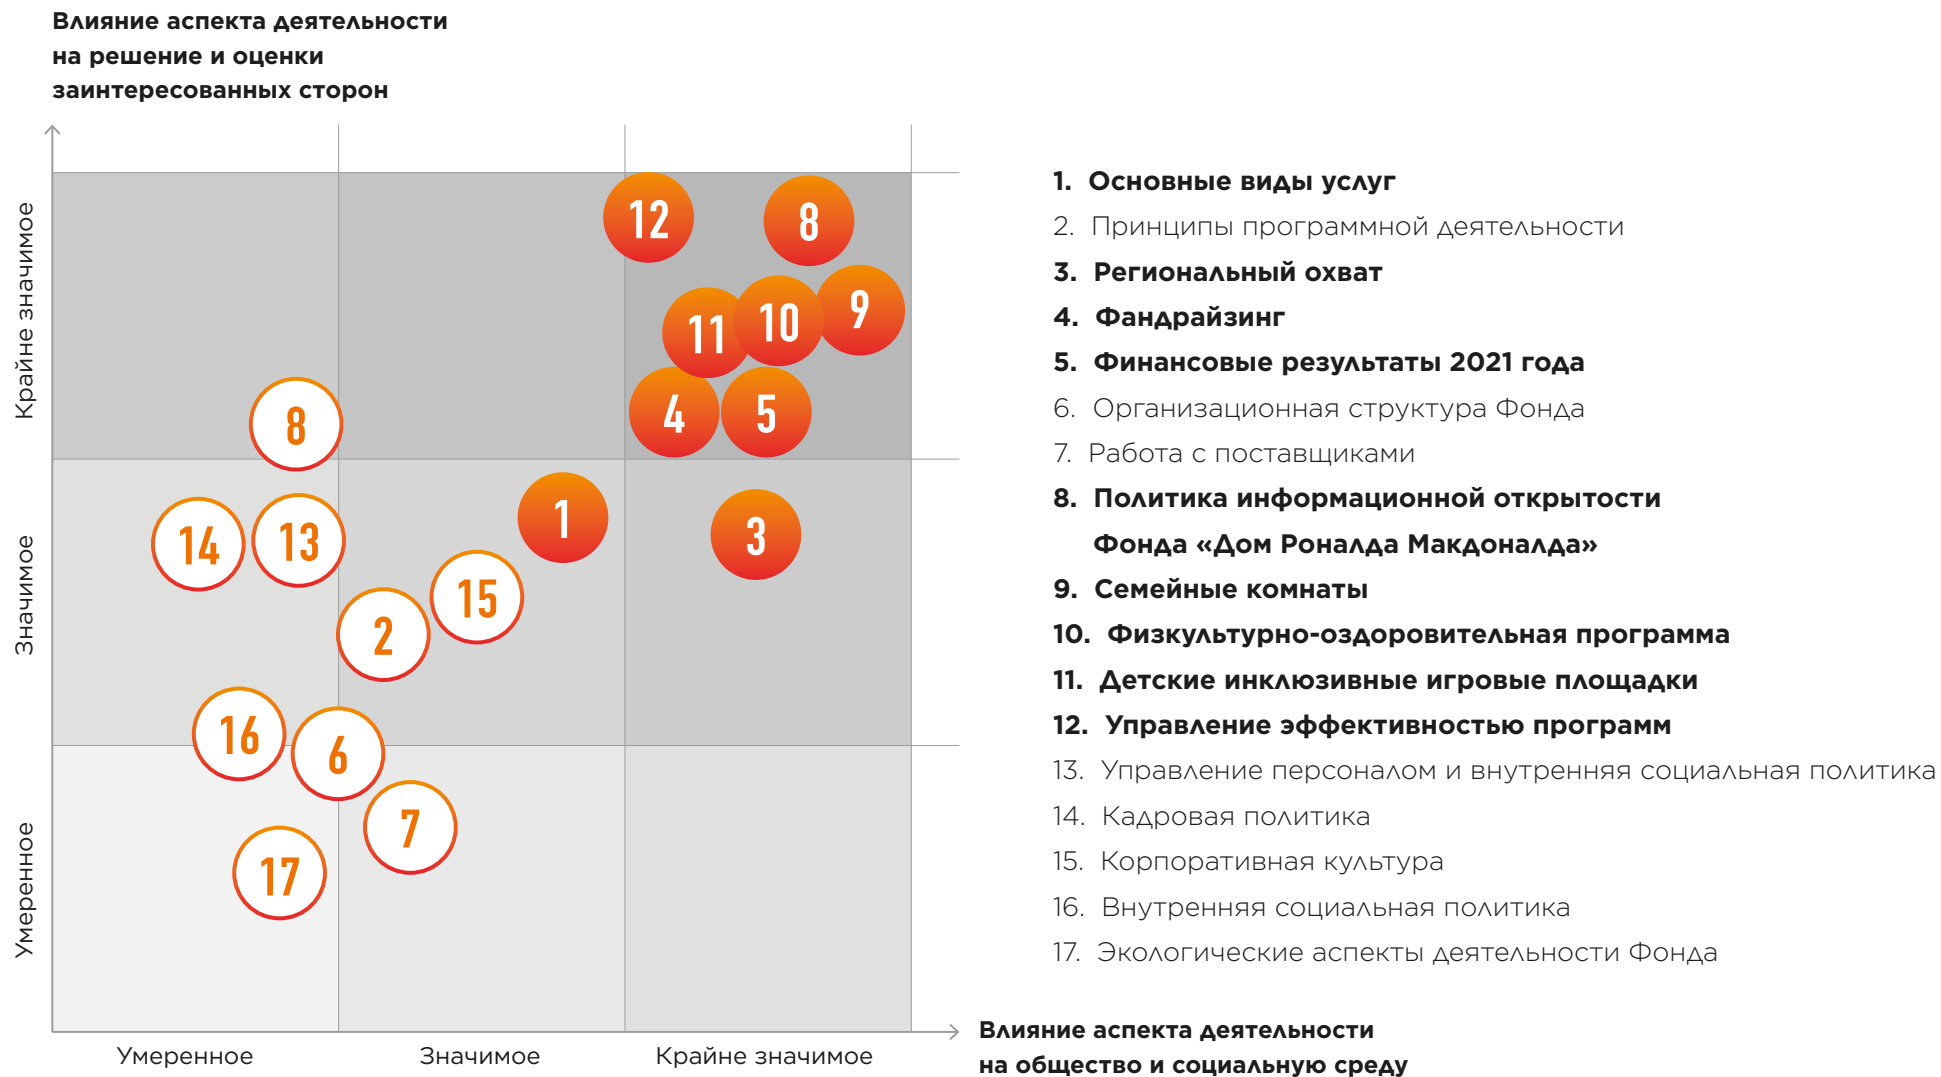 Влияние аспекта деятельности
на решение и оценки
заинтересованных сторон
Крайне значимое
Значимое
Умеренное
12
8
9
10
11
4
5
8
1
3
14
13
15
2
16
6
7
17
Умеренное
Значимое
Крайне значимое
Влияние аспекта деятельности
на общество и социальную среду
1. Основные виды услуг
2. Принципы программной деятельности
3. Региональный охват
4. Фандрайзинг
5. Финансовые результаты 2021 года
6. Организационная структура Фонда
7. Работа с поставщиками
8. Политика информационной открытости
Фонда «Дом Роналда Макдоналда»
9. Семейные комнаты
10. Физкультурно-оздоровительная программа
11. Детские инклюзивные игровые площадки
12. Управление эффективностью программ
13. Управление персоналом и внутренняя социальная политика
14. Кадровая политика
15. Корпоративная культура
16. Внутренняя социальная политика
17. Экологические аспекты деятельности Фонда